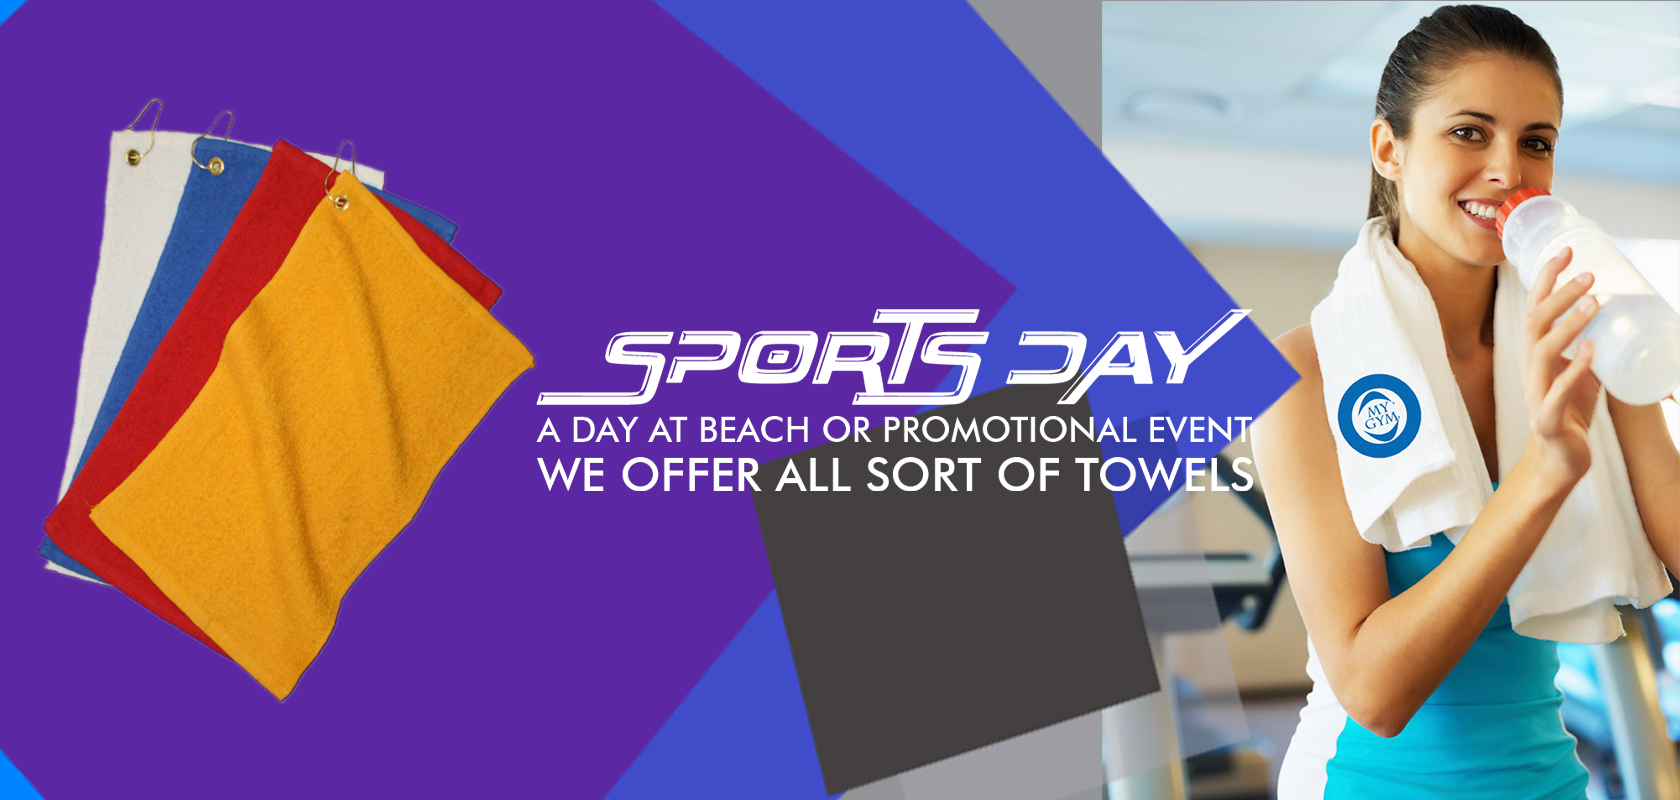 SPORTS DAY
A DAY AT BEACH OR PROMOTIONAL EVENT
WE OFFER ALL SORT OF TOWELS
MY
GYM